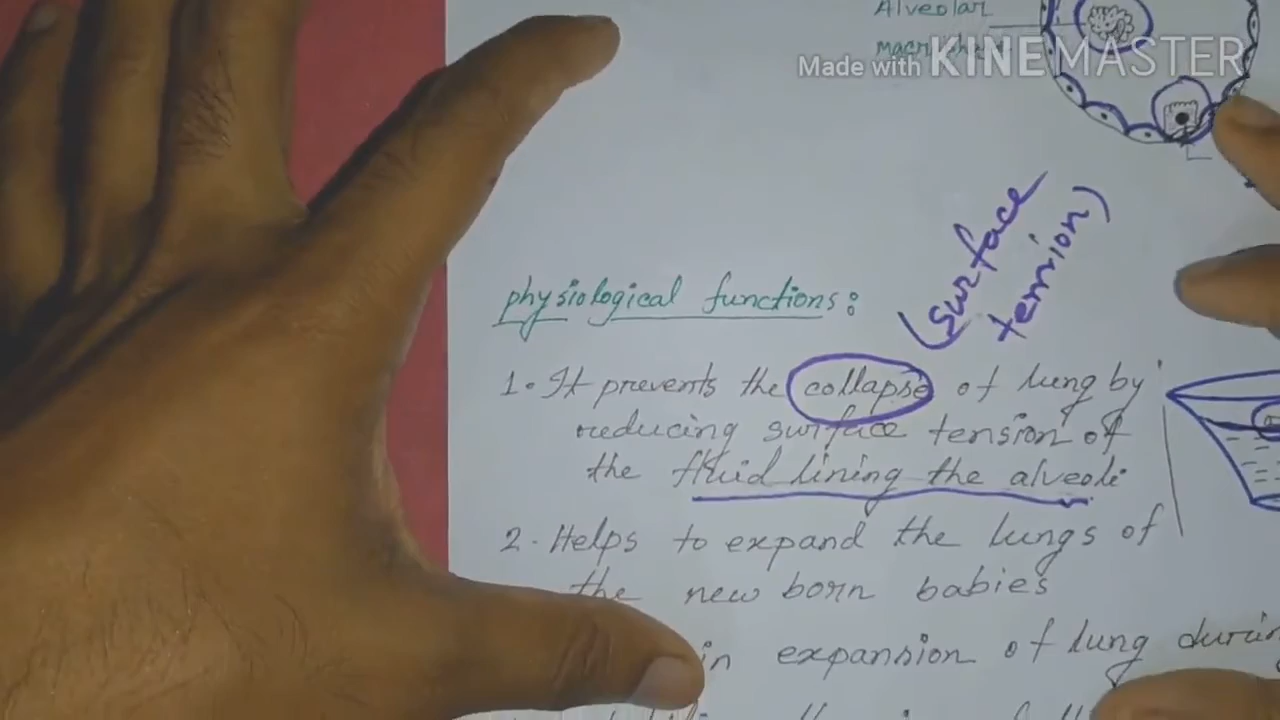 Alveolar
Made with KINEMASTER
(surface
tension)
physiological functions:
1. It prevents the collapse of lung by
reducing surface tension of
the fluid lining the alveoli
2. Helps to expand the lungs of
the new born babies
in expansion of lung